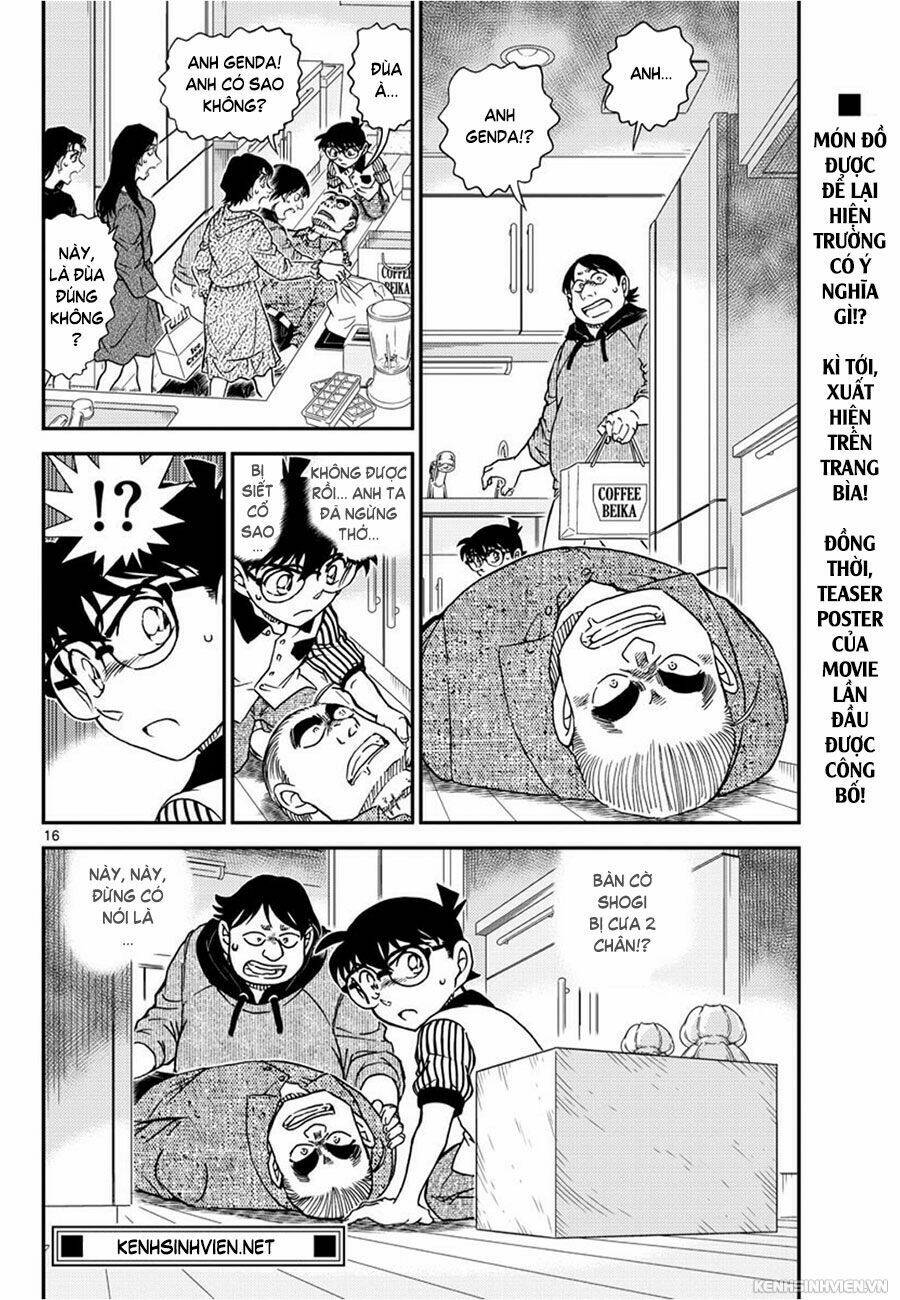 ANH...
ANH
GENDA!?
COFFEE
BEIKA
ĐÙA
À...
ANH GENDA!
ANH CÓ SAO
KHÔNG?
NÀY,
LÀ ĐÙA
ĐÚNG
KHÔNG
?
COFFEE
BEIKA
KHÔNG ĐƯỢC
RỒI... ANH TA
ĐÃ NGỪNG
THỞ...
BỊ
SIẾT
CỔ
SAO
...
!?
16
BÀN CỜ
SHOGI
BỊ CƯA 2
CHÂN!?
NÀY, NÀY,
ĐỪNG CÓ
NÓI LÀ
...
MÓN ĐỒ
ĐƯỢC
ĐỂ LẠI
HIỆN
TRƯỜNG
CÓ Ý
NGHĨA
GÌ!?
KÌ TỚI,
XUẤT
HIỆN
TRÊN
TRANG
BÌA!
ĐỒNG
THỜI,
TEASER
POSTER
CỦA
MOVIE
LẦN
ĐẦU
ĐƯỢC
CÔNG
BỐ!
KENHSINHVIEN.NET
KENHSINHVIEN.VN